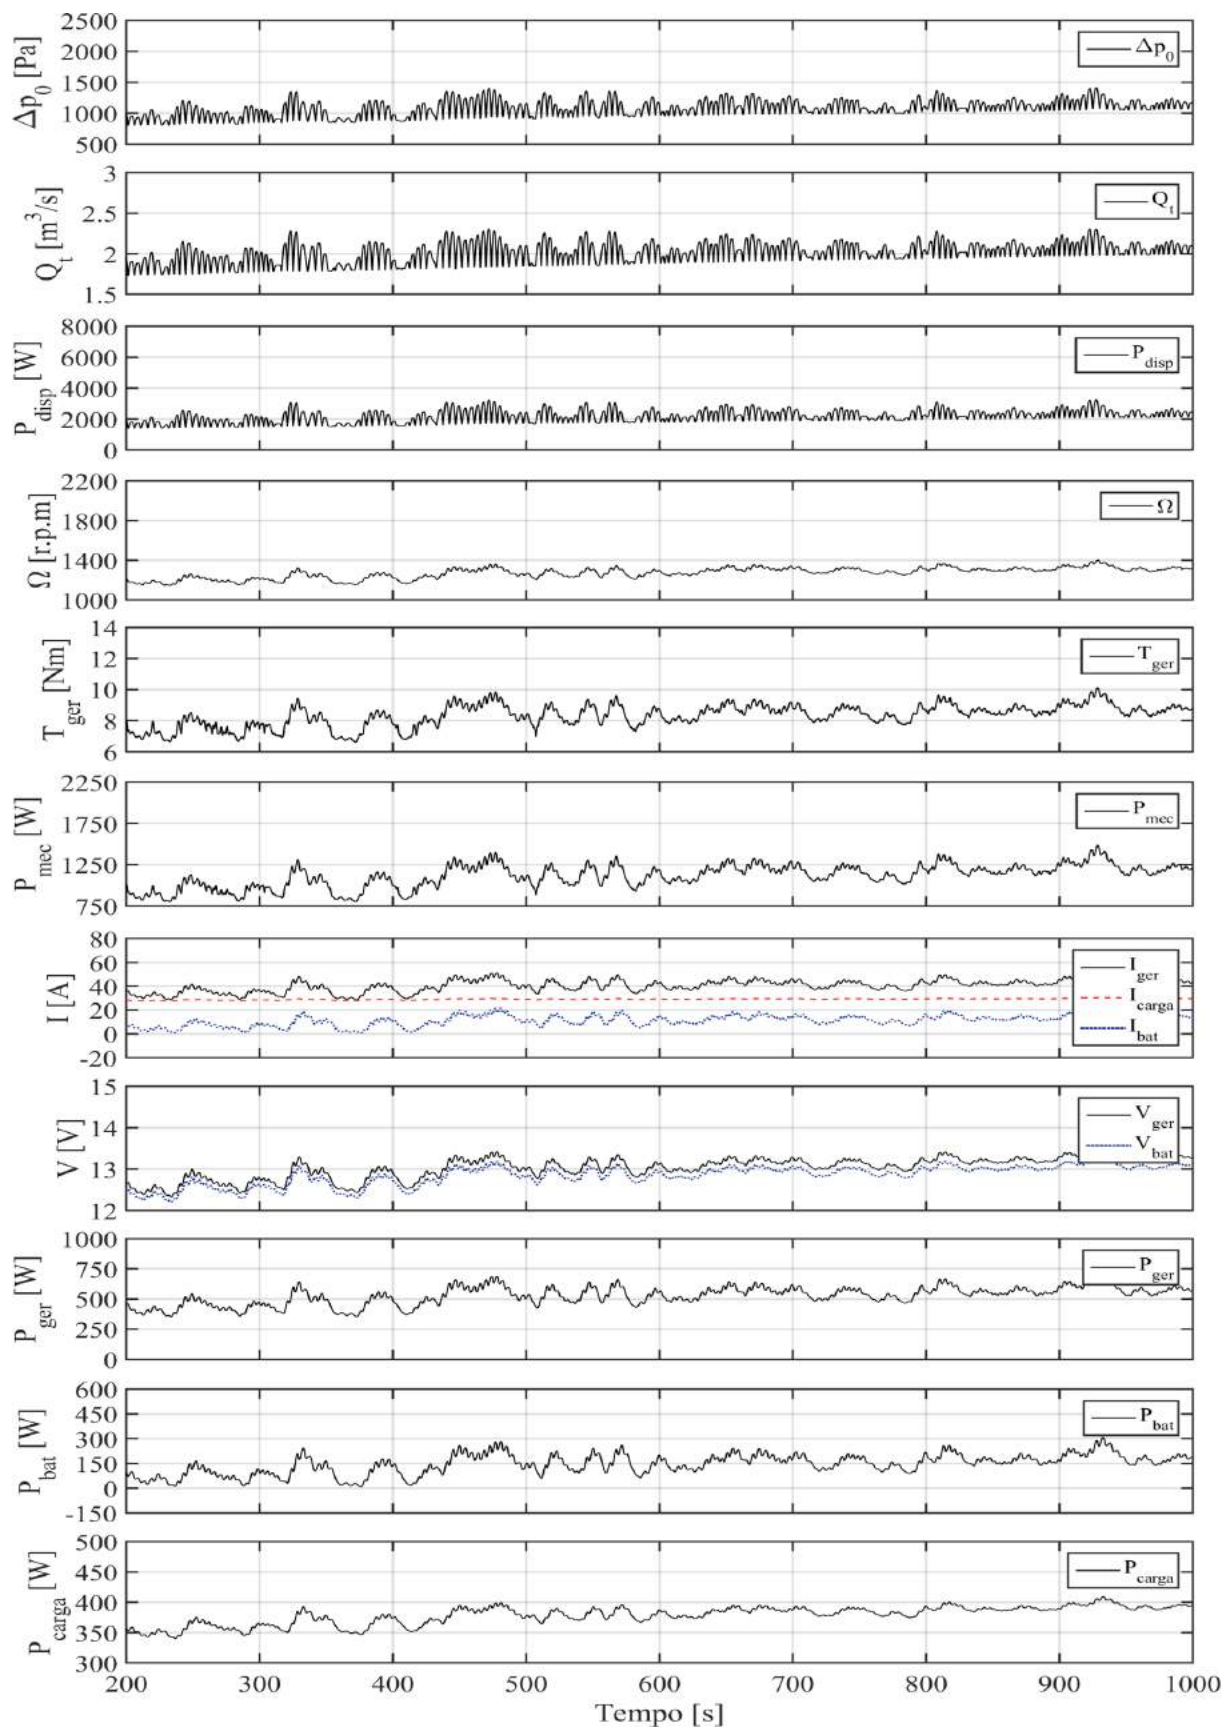 2500
2000
1500
1000
500
Δp0 [Pa]
Δp0
3
2.5
2
1.5
Qt [m³/s]
Qt
8000
6000
4000
2000
0
Pdisp [W]
Pdisp
2200
1800
1400
1000
Ω [r.p.m]
Ω
14
12
10
8
6
Tger [Nm]
Tger
2250
1750
1250
750
Pmec [W]
Pmec
80
60
40
20
0
-20
I [A]
Iger
Icarga
Ibat
15
14
13
12
V [V]
Vger
Vbat
1000
750
500
250
0
Pger [W]
Pger
600
450
300
150
0
-150
Pbat [W]
Pbat
500
450
400
350
300
Pcarga [W]
Pcarga
200 300 400 500 600 700 800 900 1000
Tempo [s]